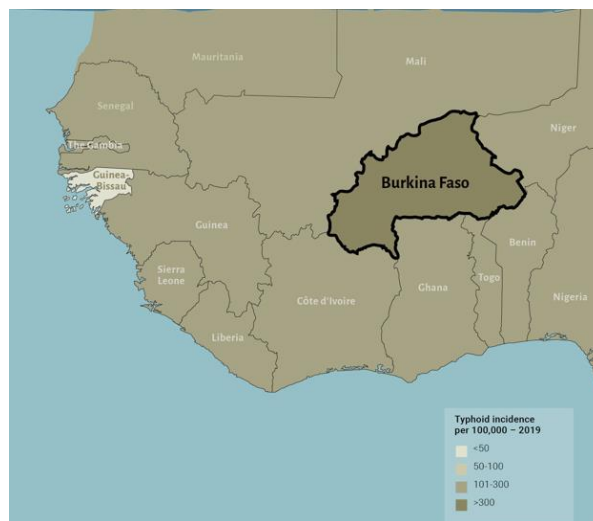 Mauritania
Mali
Senegal
Niger
The Gambia
Guinea-
Bissau
Burkina Faso
Guinea
Benin
Sierra
Leone
Togo
Ghana
Côte d'Ivoire
Nigeria
Liberia
Typhoid incidence
per 100,000 – 2019
<50
50-100
101-300
>300